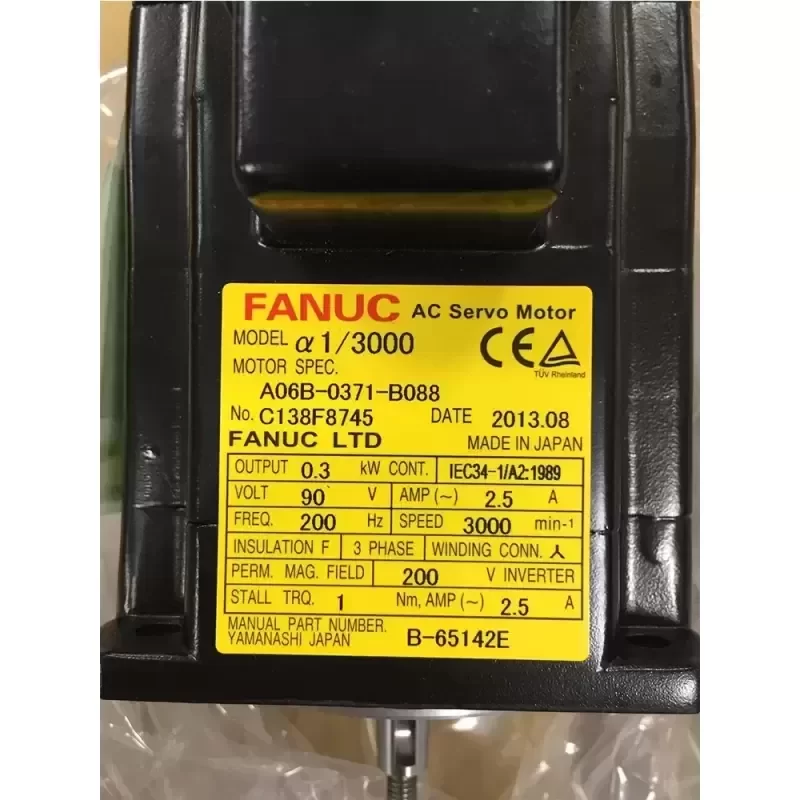 FANUC AC Servo Motor
MODEL α1/3000
CE
TÜV Rheinland
MOTOR SPEC.
A06B-0371-B088
No. C138F8745 DATE 2013.08
FANUC LTD MADE IN JAPAN
OUTPUT 0.3 kW CONT. IEC34-1/A2:1989
VOLT 90 V AMP (~) 2.5 A
FREQ. 200 Hz SPEED 3000 min-1
INSULATION F 3 PHASE WINDING CONN. 人
PERM. MAG. FIELD 200 V INVERTER
STALL TRQ. 1 Nm, AMP (~) 2.5 A
MANUAL PART NUMBER.
YAMANASHI JAPAN B-65142E